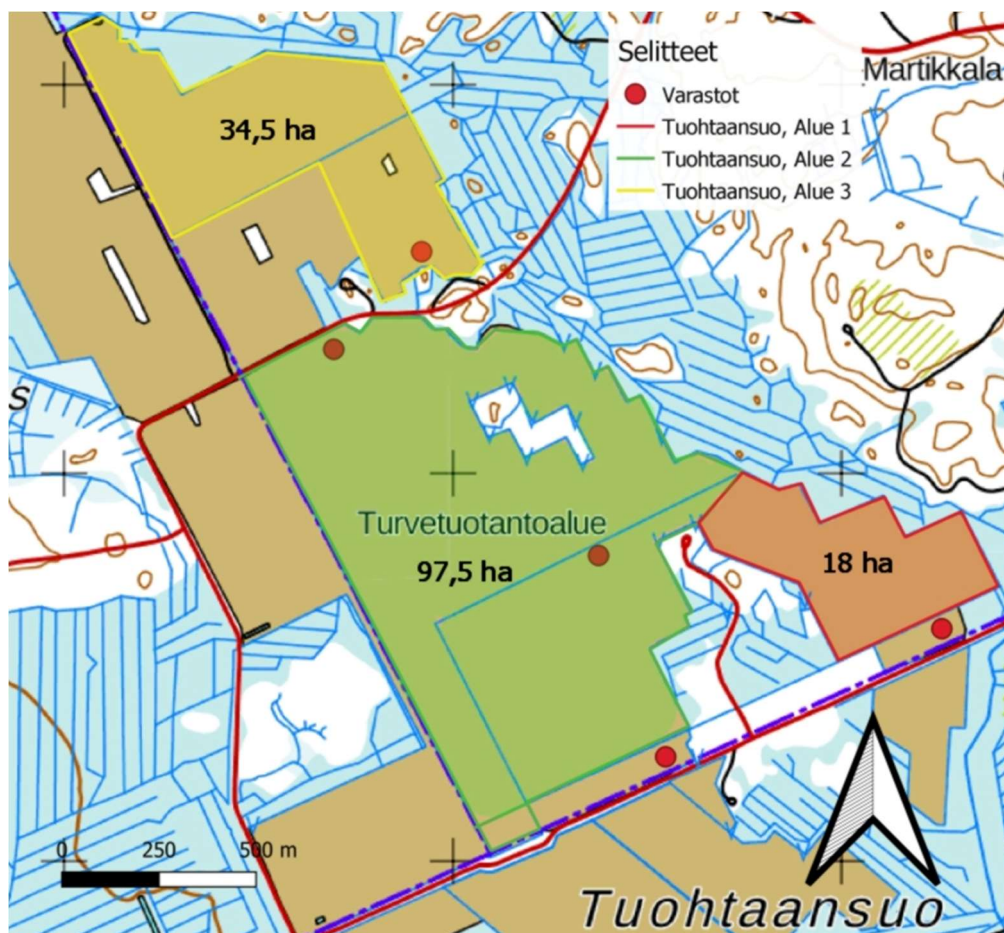 Selitteet
Varastot
Tuohtaansuo, Alue 1
Tuohtaansuo, Alue 2
Tuohtaansuo, Alue 3
Martikkala
34,5 ha
S
Turvetuotantoalue
97,5 ha
18 ha
0 250 500 m
Tuohtaansuo